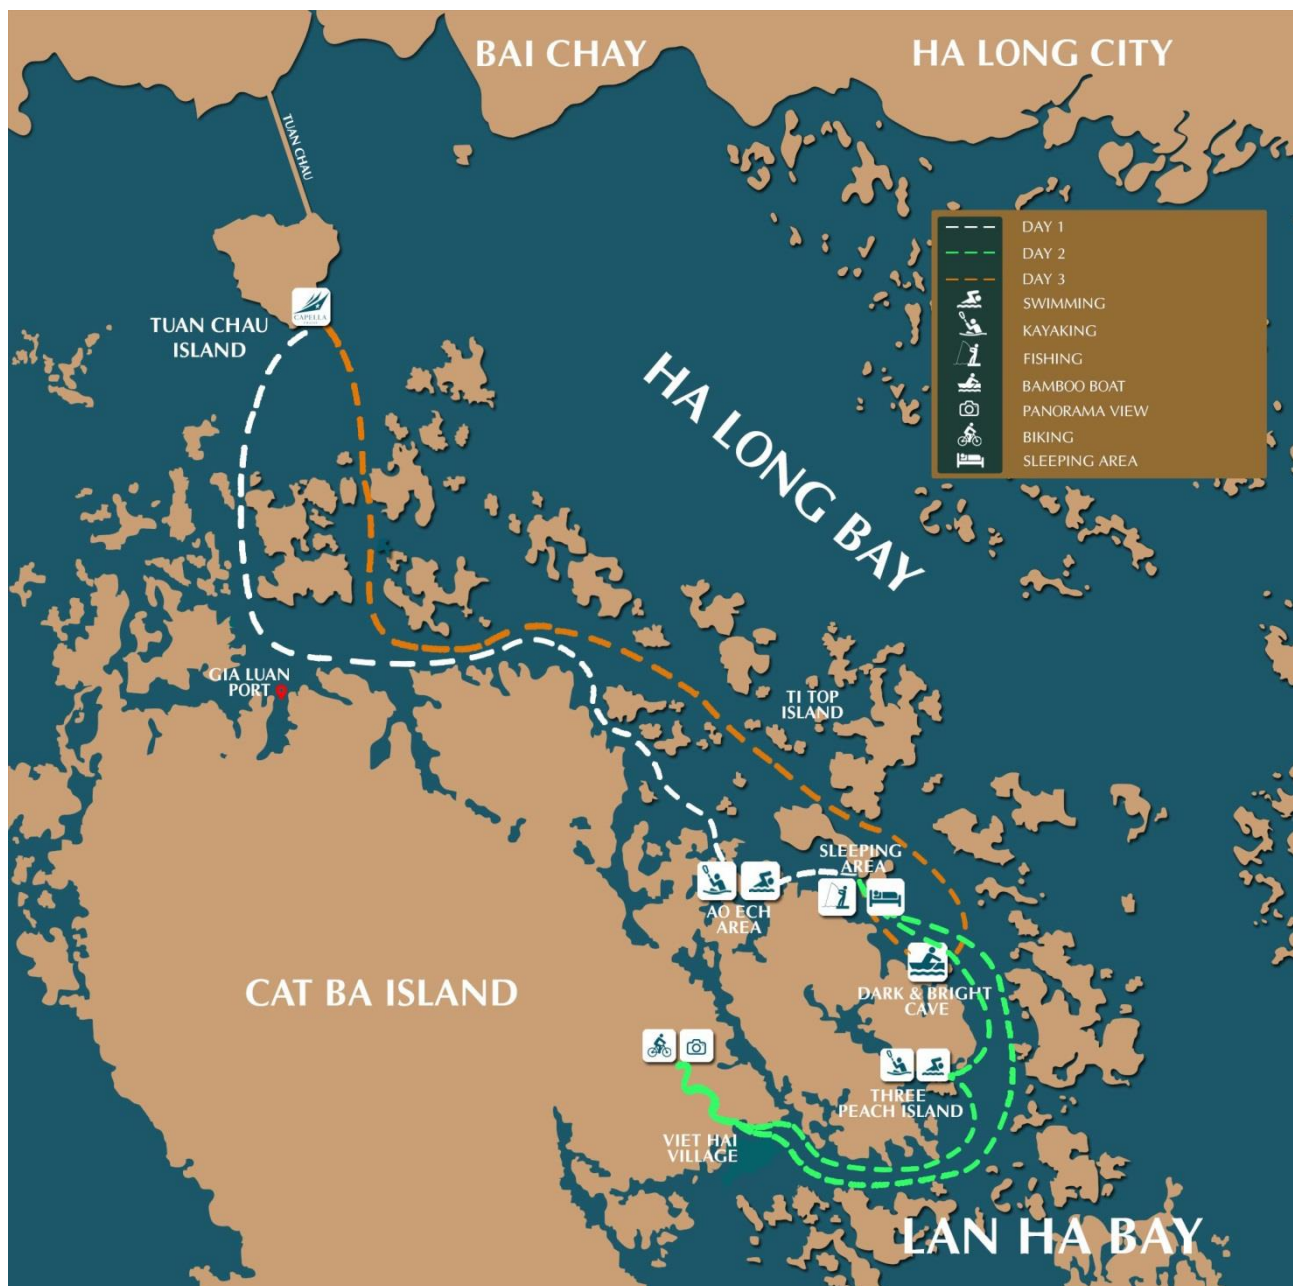 BAI CHAY
HA LONG CITY
TUAN CHAU
DAY 1
DAY 2
DAY 3
SWIMMING
KAYAKING
FISHING
BAMBOO BOAT
PANORAMA VIEW
BIKING
SLEEPING AREA
CAPELLA
TUAN CHAU
ISLAND
HA LONG BAY
GIA LUAN
PORT
TI TOP
ISLAND
SLEEPING
AREA
AO ECH
AREA
CAT BA ISLAND
DARK & BRIGHT
CAVE
THREE
PEACH ISLAND
VIET HAI
VILLAGE
LAN HA BAY